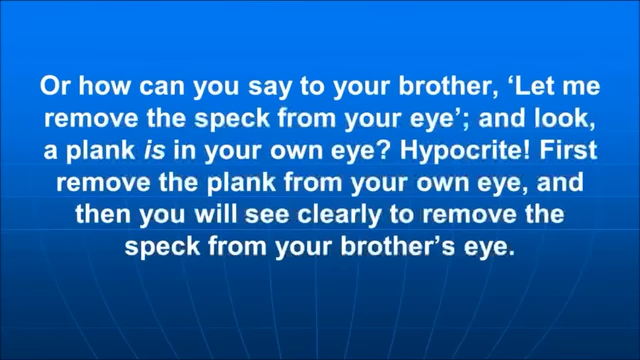 Or how can you say to your brother, ‘Let me
remove the speck from your eye’; and look,
a plank is in your own eye? Hypocrite! First
remove the plank from your own eye, and
then you will see clearly to remove the
speck from your brother’s eye.